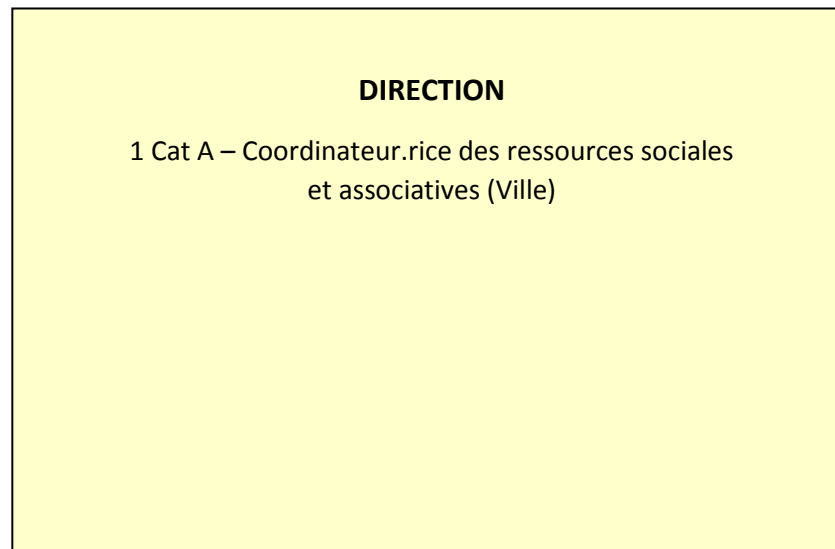 DIRECTION
1 Cat A – Coordinateur.rice des ressources sociales
et associatives (Ville)